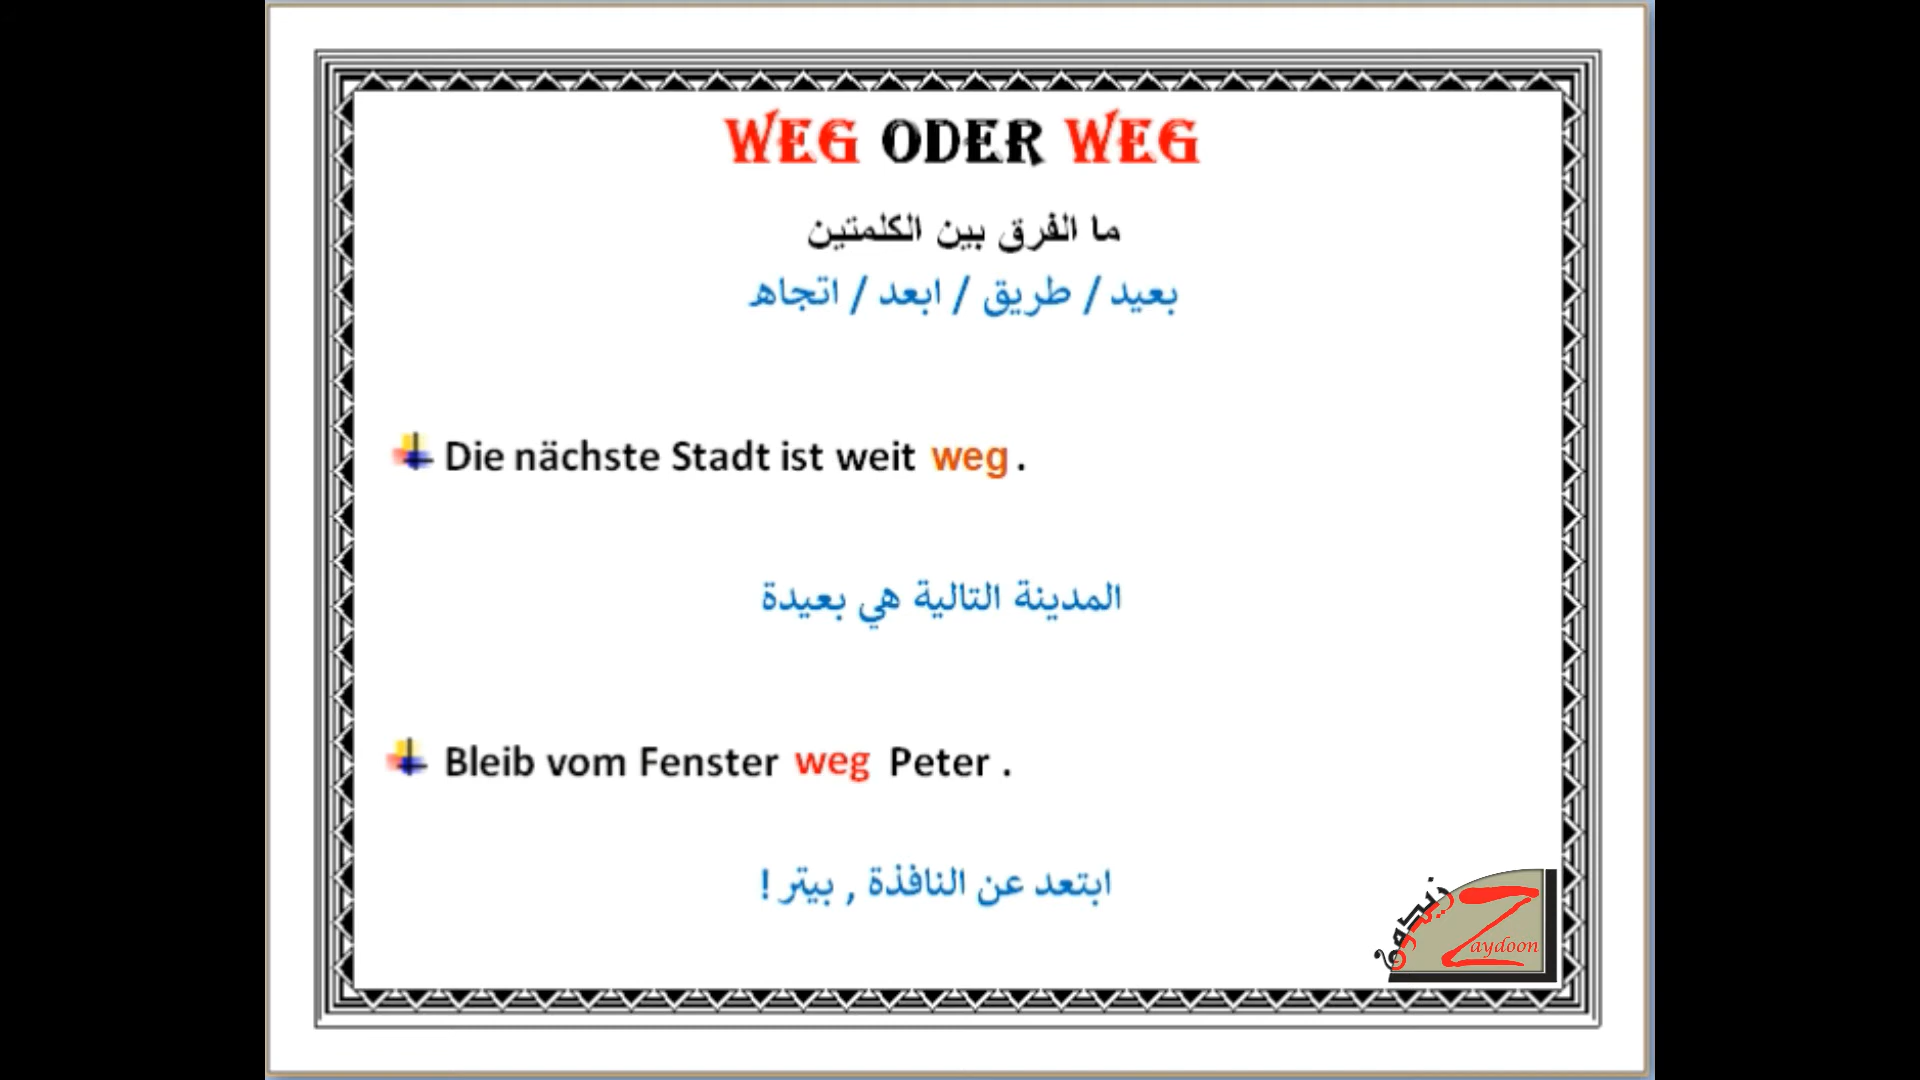 WEG ODER WEG
ما الفرق بين الكلمتين
بعيد / طريق / ابعد / اتجاه
Die nächste Stadt ist weit weg .
المدينة التالية هي بعيدة
Bleib vom Fenster weg Peter .
ابتعد عن النافذة , بيتر !
Zaydoon